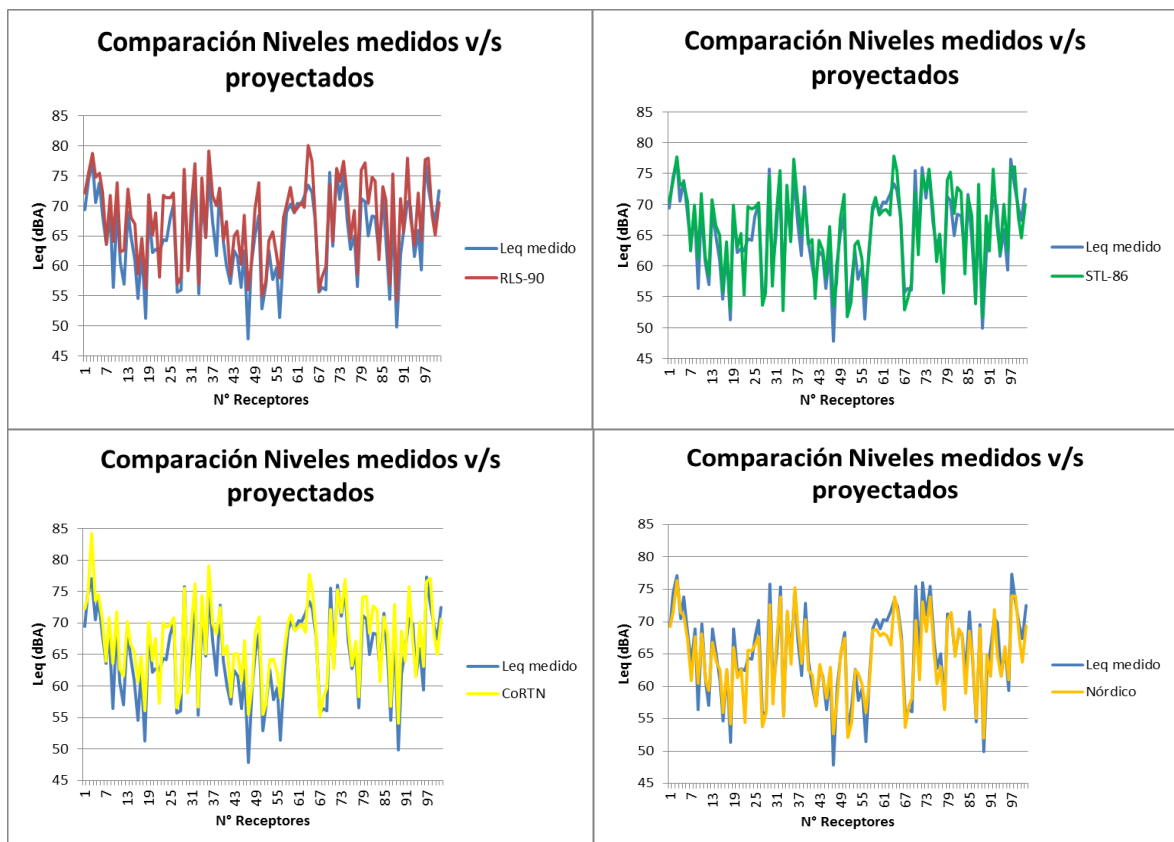 Comparación Niveles medidos v/s
proyectados
85
80
75
70
65
60
55
50
45
Leq (dBA)
1 7 13 19 25 31 37 43 49 55 61 67 73 79 85 91 97
N° Receptores
Leq medido
RLS-90
Comparación Niveles medidos v/s
proyectados
85
80
75
70
65
60
55
50
45
Leq (dBA)
1 7 13 19 25 31 37 43 49 55 61 67 73 79 85 91 97
N° Receptores
Leq medido
STL-86
Comparación Niveles medidos v/s
proyectados
85
80
75
70
65
60
55
50
45
Leq (dBA)
1 7 13 19 25 31 37 43 49 55 61 67 73 79 85 91 97
N° Receptores
Leq medido
CoRTN
Comparación Niveles medidos v/s
proyectados
85
80
75
70
65
60
55
50
45
Leq (dBA)
1 7 13 19 25 31 37 43 49 55 61 67 73 79 85 91 97
N° Receptores
Leq medido
Nórdico